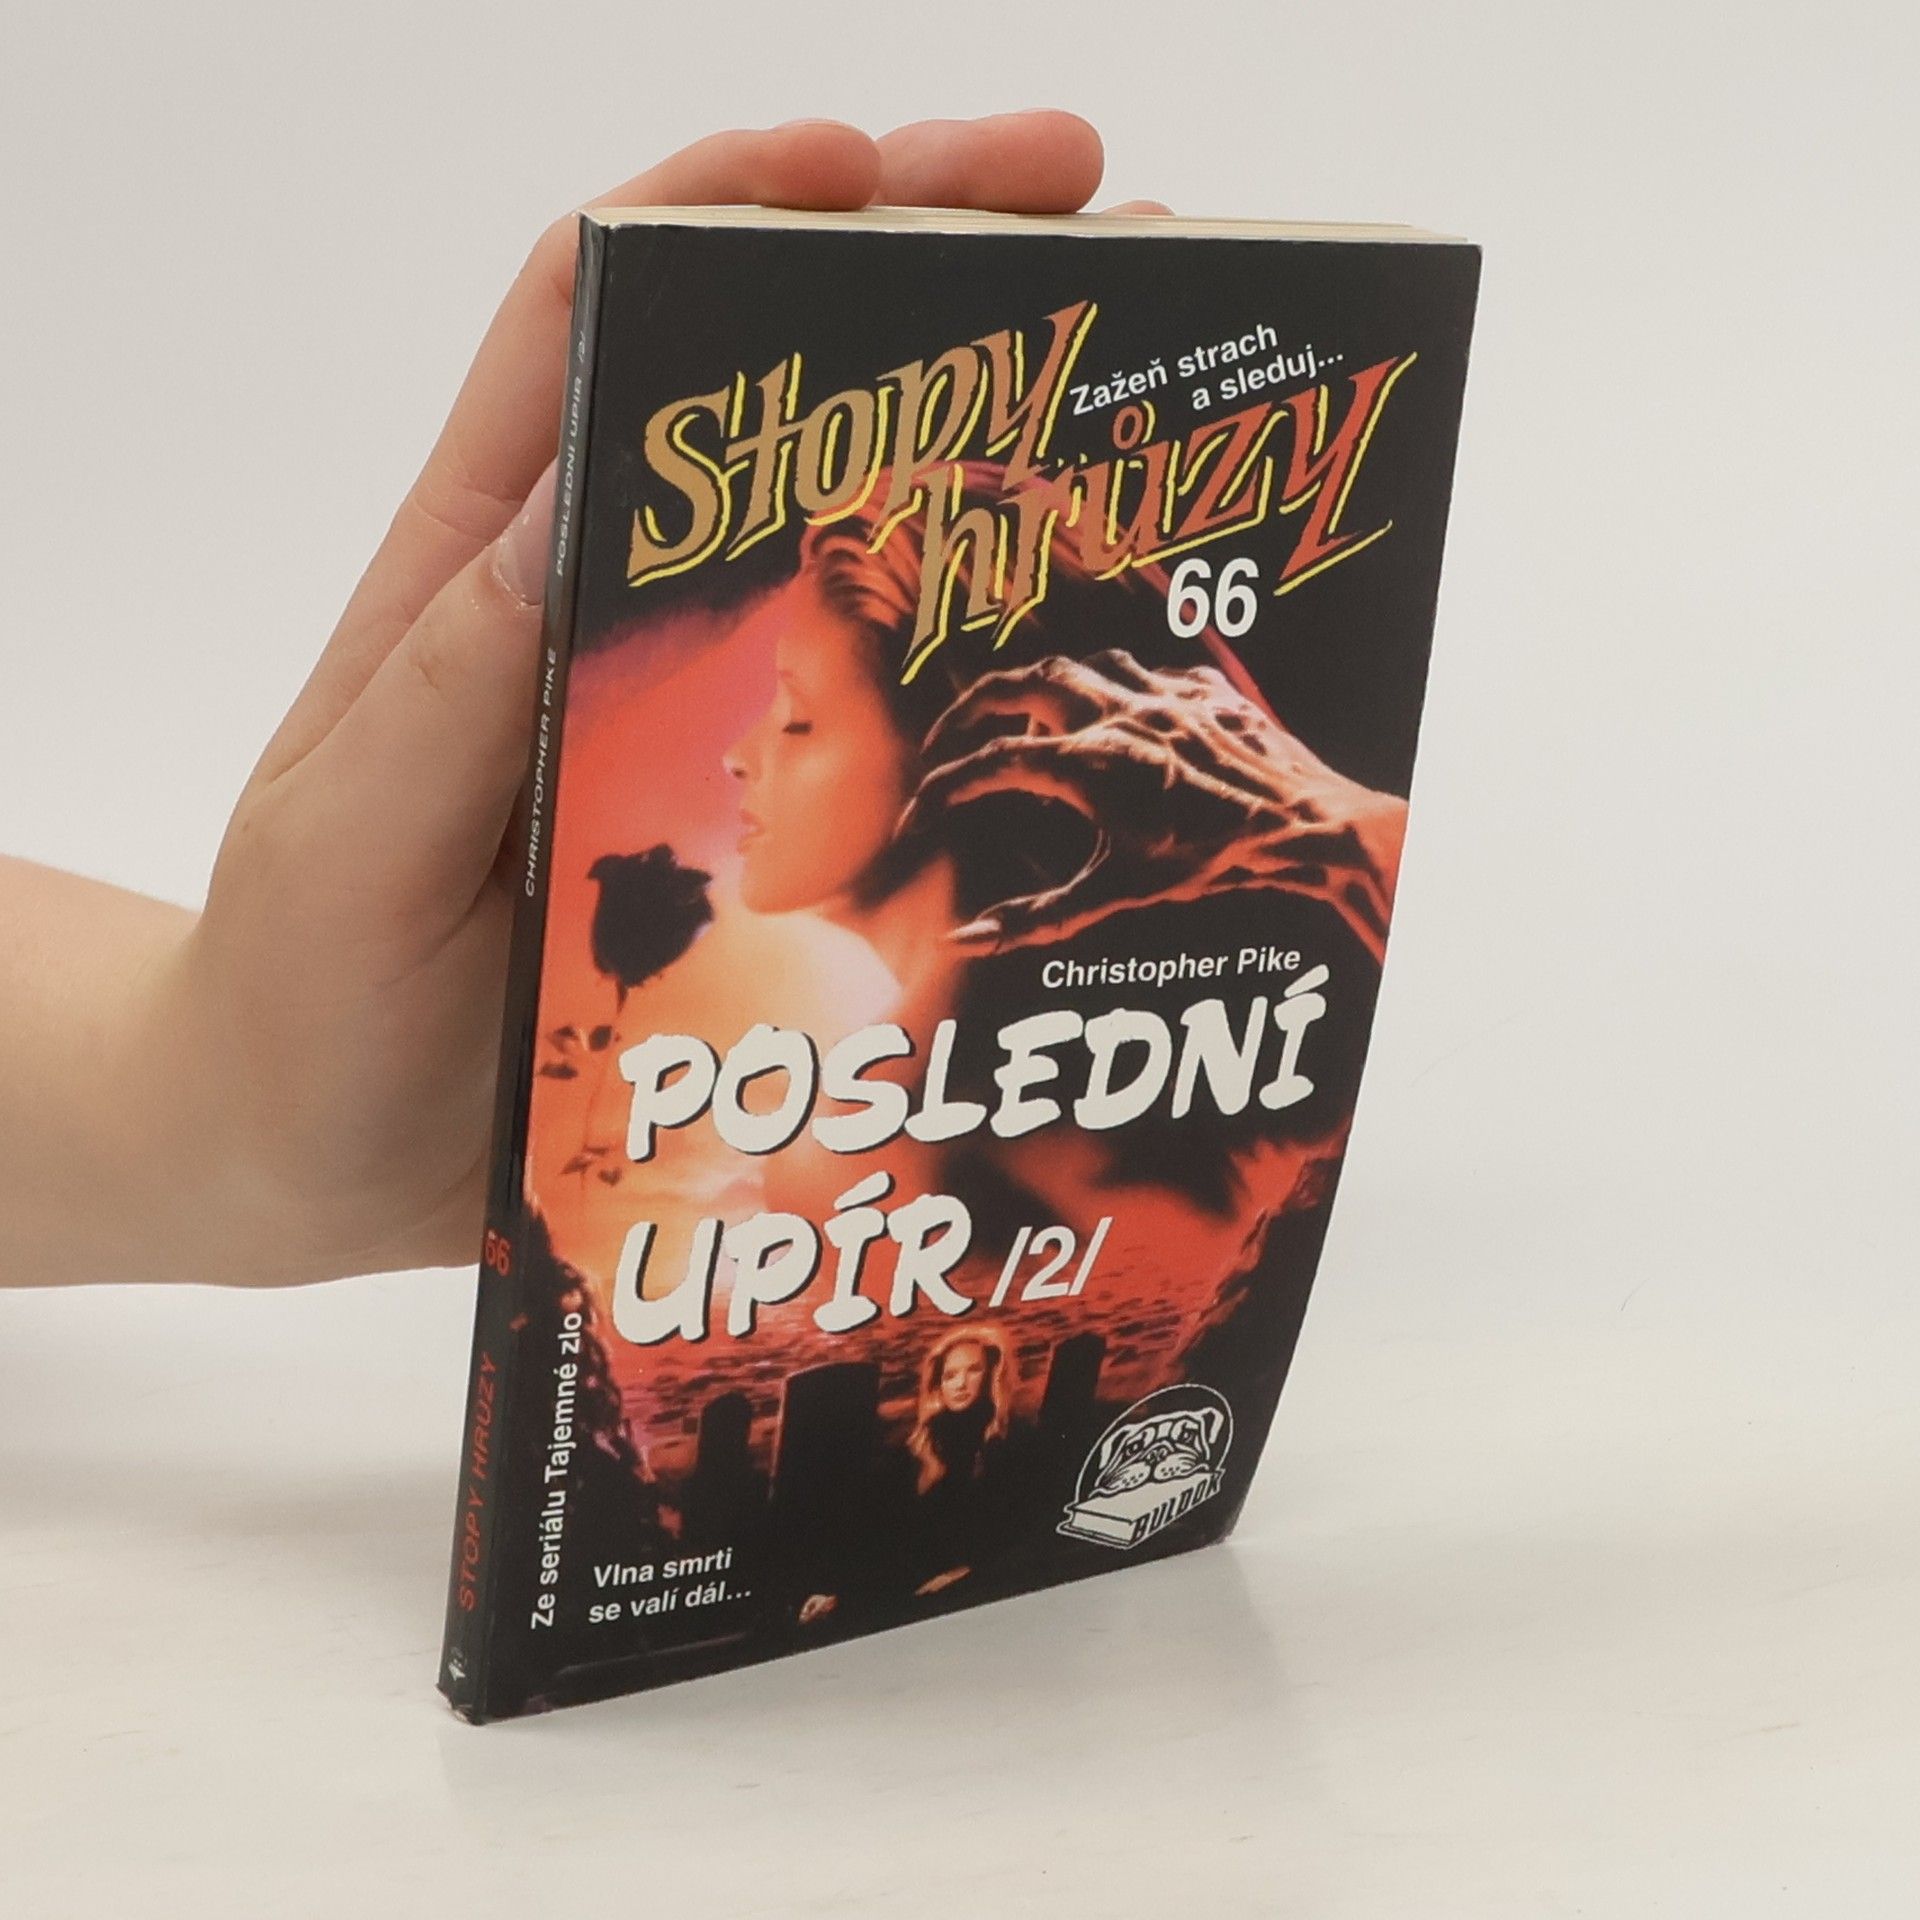 Stopy
hrůzy
Zažeň strach
a sleduj...
66
Christopher Pike
POSLEDNÍ
UPÍR /2/
BULDOK
Vlna smrti
se valí dál...
Ze seriálu Tajemné zlo
CHRISTOPHER PIKE POSLEDNÍ UPÍR /2/
66
STOPY HRŮZY